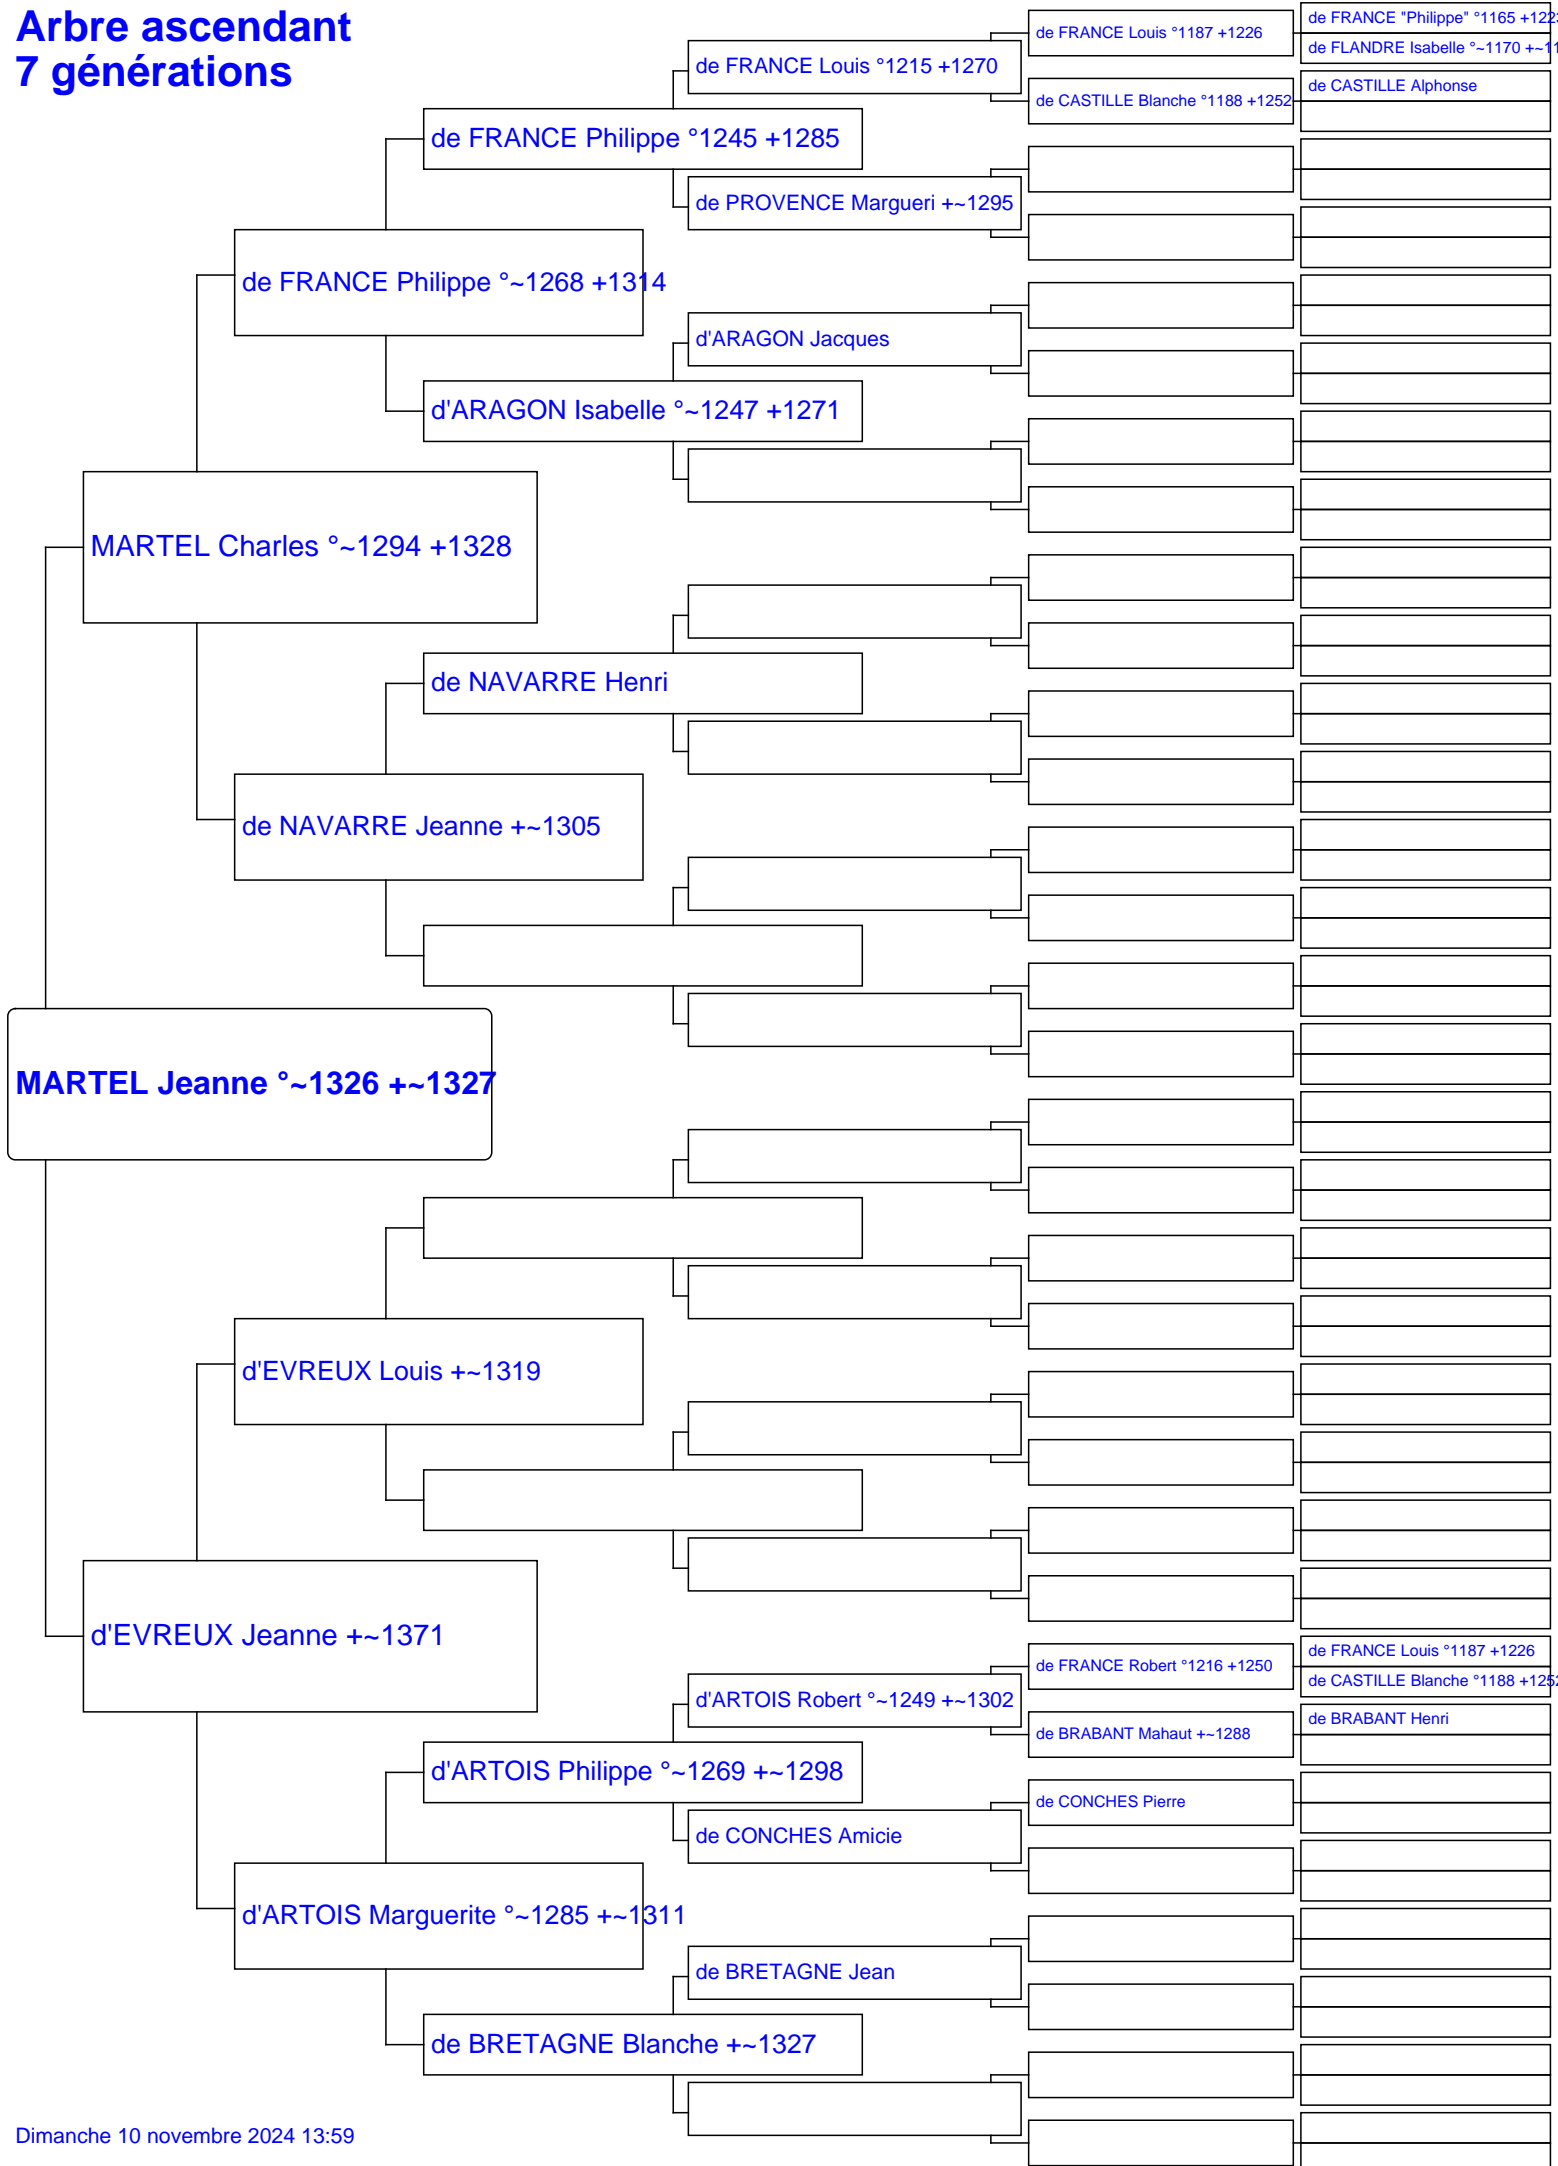 Arbre ascendant
7 générations
de FRANCE "Philippe" °1165 +122
de FRANCE Louis °1187 +1226
de FLANDRE Isabelle °~1170 +~1
de FRANCE Louis °1215 +1270
de CASTILLE Alphonse
de CASTILLE Blanche °1188 +1252
de FRANCE Philippe °1245 +1285
de PROVENCE Margueri +~1295
de FRANCE Philippe °~1268 +1314
d'ARAGON Jacques
d'ARAGON Isabelle °~1247 +1271
MARTEL Charles °~1294 +1328
de NAVARRE Henri
de NAVARRE Jeanne +~1305
MARTEL Jeanne °~1326 +~1327
d'EVREUX Louis +~1319
d'EVREUX Jeanne +~1371
de FRANCE Louis °1187 +1226
de FRANCE Robert °1216 +1250
de CASTILLE Blanche °1188 +1252
d'ARTOIS Robert °~1249 +~1302
de BRABANT Henri
de BRABANT Mahaut +~1288
d'ARTOIS Philippe °~1269 +~1298
de CONCHES Pierre
de CONCHES Amicie
d'ARTOIS Marguerite °~1285 +~1311
de BRETAGNE Jean
de BRETAGNE Blanche +~1327
Dimanche 10 novembre 2024 13:59